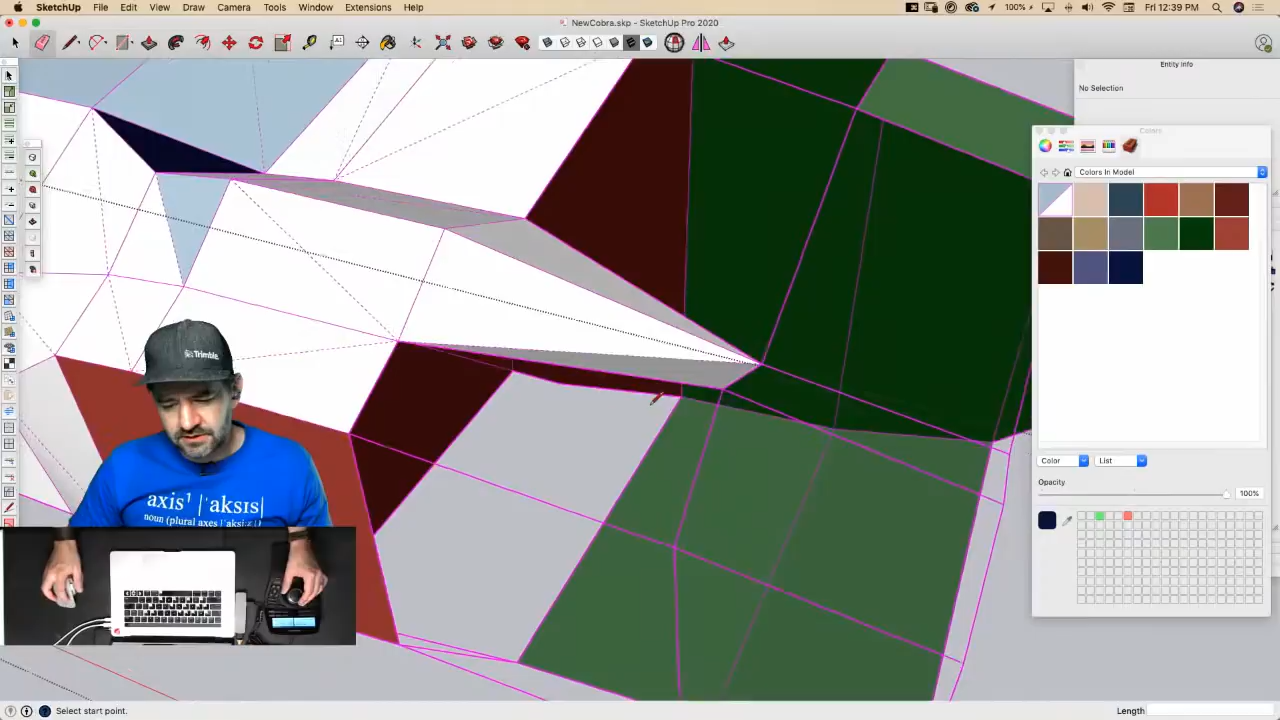 SketchUp File Edit View Draw Camera Tools Window Extensions Help
100% Fri 12:39 PM
NewCobra.skp - SketchUp Pro 2020
Entity Info
No Selection
Colors
Colors In Model
Color List
Opacity
100%
Trimble
axis¹ |ˈaksɪs|
noun (plural axes |ˈaksiːz|
Select start point.
Length